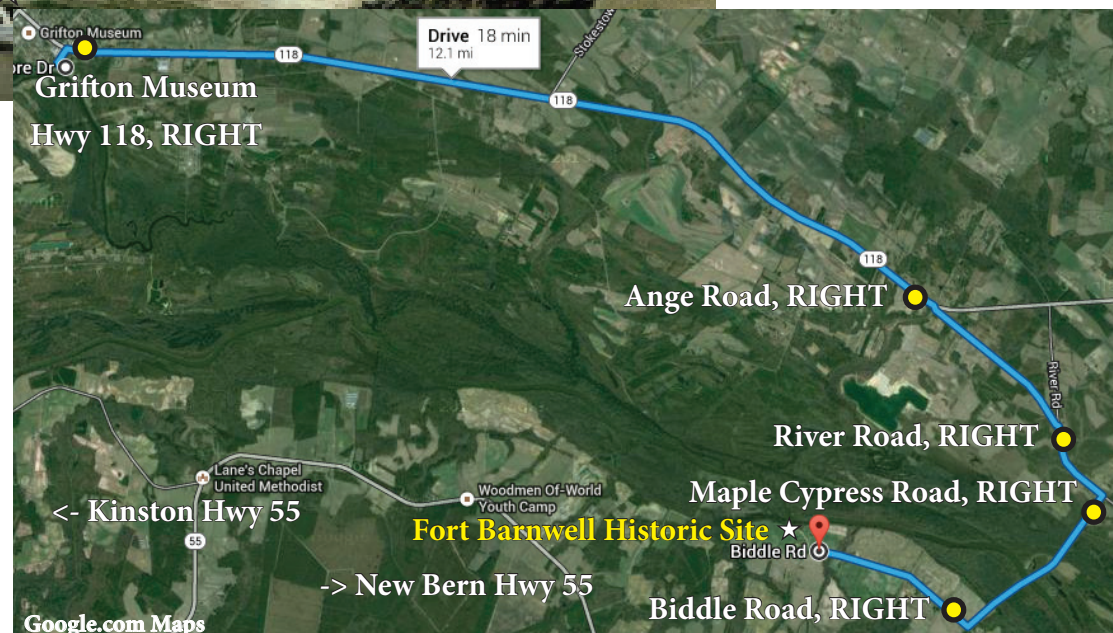 Grifton Museum
ore Dr
Grifton Museum
Hwy 118, RIGHT
118
Drive 18 min
12.1 mi
Stokestow
118
118
Ange Road, RIGHT
River Rd
River Road, RIGHT
Maple Cypress Road, RIGHT
Lane's Chapel
United Methodist
<- Kinston Hwy 55
55
Woodmen Of-World
Youth Camp
Fort Barnwell Historic Site
Biddle Rd
-> New Bern Hwy 55
Biddle Road, RIGHT
Google.com Maps